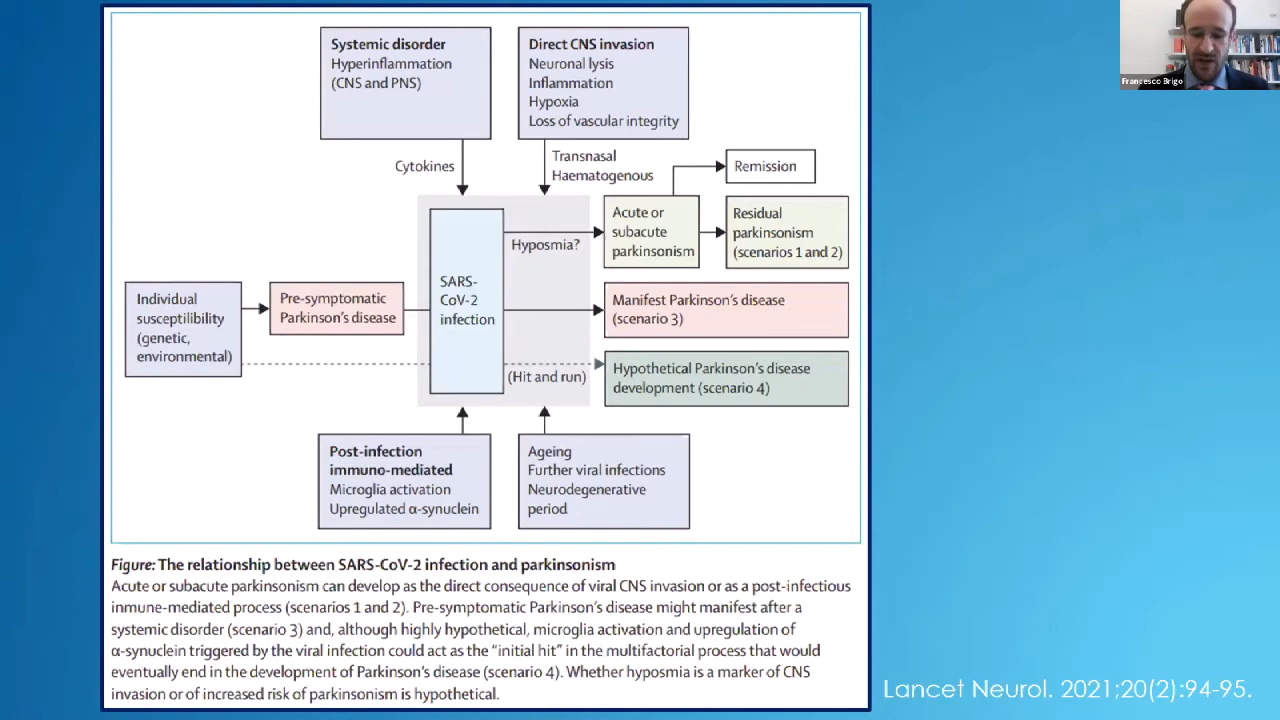 Systemic disorder
Hyperinflammation
(CNS and PNS)
Direct CNS invasion
Neuronal lysis
Inflammation
Hypoxia
Loss of vascular integrity
Francesco Brigo
Cytokines
Transnasal
Haematogenous
Remission
Acute or
subacute
parkinsonism
Residual
parkinsonism
(scenarios 1 and 2)
Hyposmia?
Individual
susceptilibility
(genetic,
environmental)
Pre-symptomatic
Parkinson's disease
SARS-
CoV-2
infection
Manifest Parkinson's disease
(scenario 3)
(Hit and run)
Hypothetical Parkinson's disease
development (scenario 4)
Post-infection
immuno-mediated
Microglia activation
Upregulated α-synuclein
Ageing
Further viral infections
Neurodegenerative
period
Figure: The relationship between SARS-CoV-2 infection and parkinsonism
Acute or subacute parkinsonism can develop as the direct consequence of viral CNS invasion or as a post-infectious
immune-mediated process (scenarios 1 and 2). Pre-symptomatic Parkinson's disease might manifest after a
systemic disorder (scenario 3) and, although highly hypothetical, microglia activation and upregulation of
α-synuclein triggered by the viral infection could act as the "initial hit" in the multifactorial process that would
eventually end in the development of Parkinson's disease (scenario 4). Whether hyposmia is a marker of CNS
invasion or of increased risk of parkinsonism is hypothetical.
Lancet Neurol. 2021;20(2):94-95.